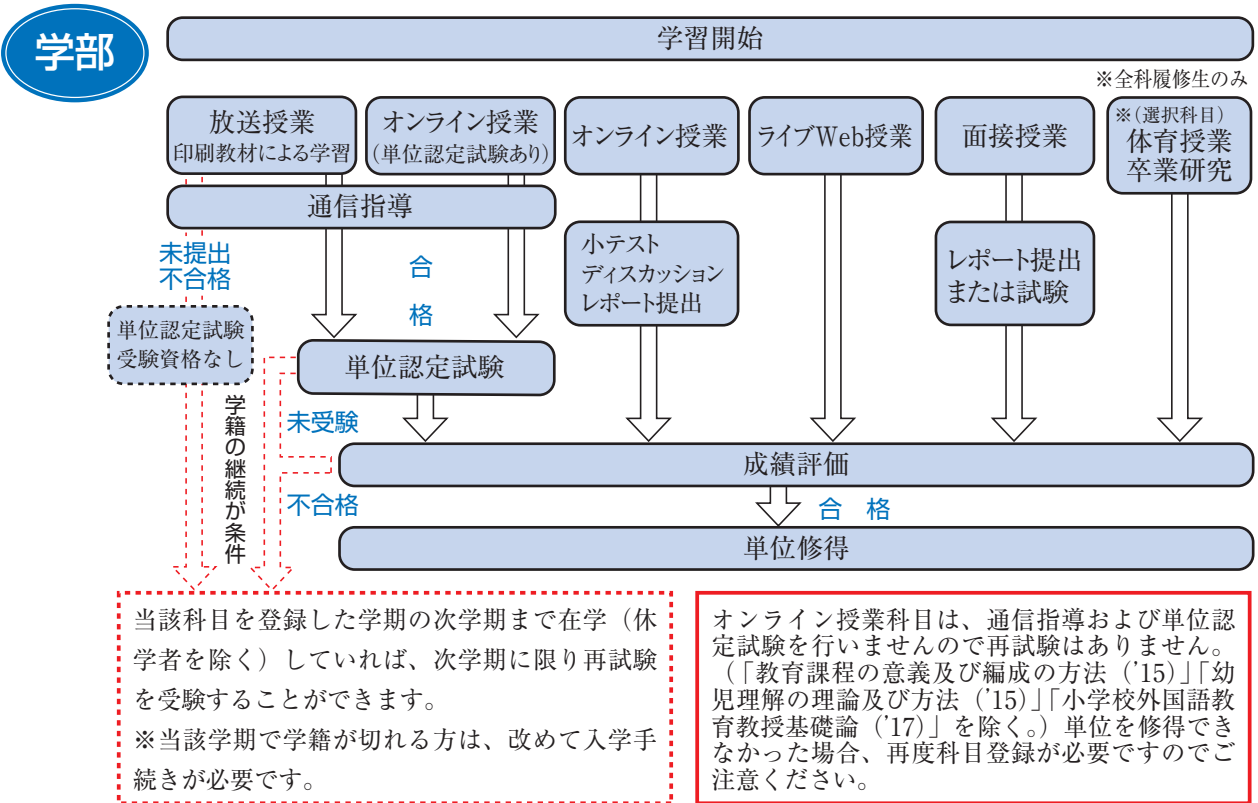 学部
学習開始
※全科履修生のみ
放送授業
印刷教材による学習
オンライン授業
(単位認定試験あり)
オンライン授業
ライブWeb授業
面接授業
※(選択科目)
体育授業
卒業研究
通信指導
未提出
不合格
合
格
小テスト
ディスカッション
レポート提出
レポート提出
または試験
単位認定試験
受験資格なし
単位認定試験
学籍の継続が条件
未受験
成績評価
不合格
合 格
単位修得
当該科目を登録した学期の次学期まで在学（休
学者を除く）していれば、次学期に限り再試験
を受験することができます。
※当該学期で学籍が切れる方は、改めて入学手
続きが必要です。
オンライン授業科目は、通信指導および単位認
定試験を行いませんので再試験はありません。
（「教育課程の意義及び編成の方法（'15）」「幼
児理解の理論及び方法（'15）」「小学校外国語教
育教授基礎論（'17）」を除く。）単位を修得でき
なかった場合、再度科目登録が必要ですのでご
注意ください。